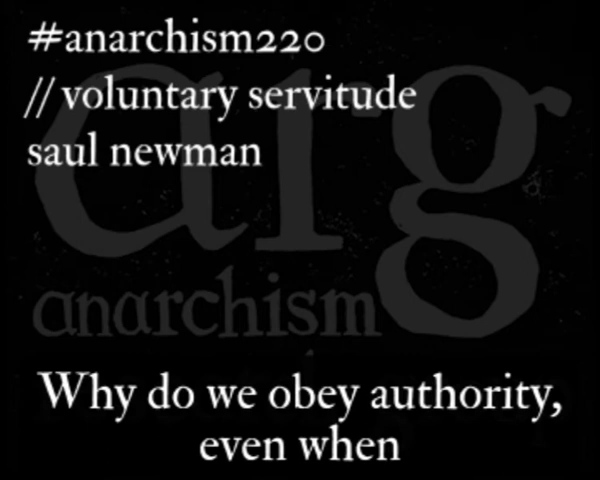 #anarchism220
// voluntary servitude
saul newman
arg
anarchism
Why do we obey authority,
even when